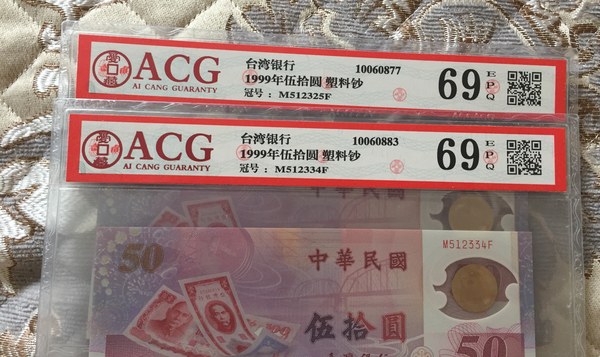 ACG
AI CANG GUARANTY
台湾银行 10060877
1999年伍拾圆 塑料钞
冠号： M512325F
69 EPQ
ACG
AI CANG GUARANTY
台湾银行 10060883
1999年伍拾圆 塑料钞
冠号： M512334F
69 EPQ
50
中華民國
M512334F
伍拾圓
50